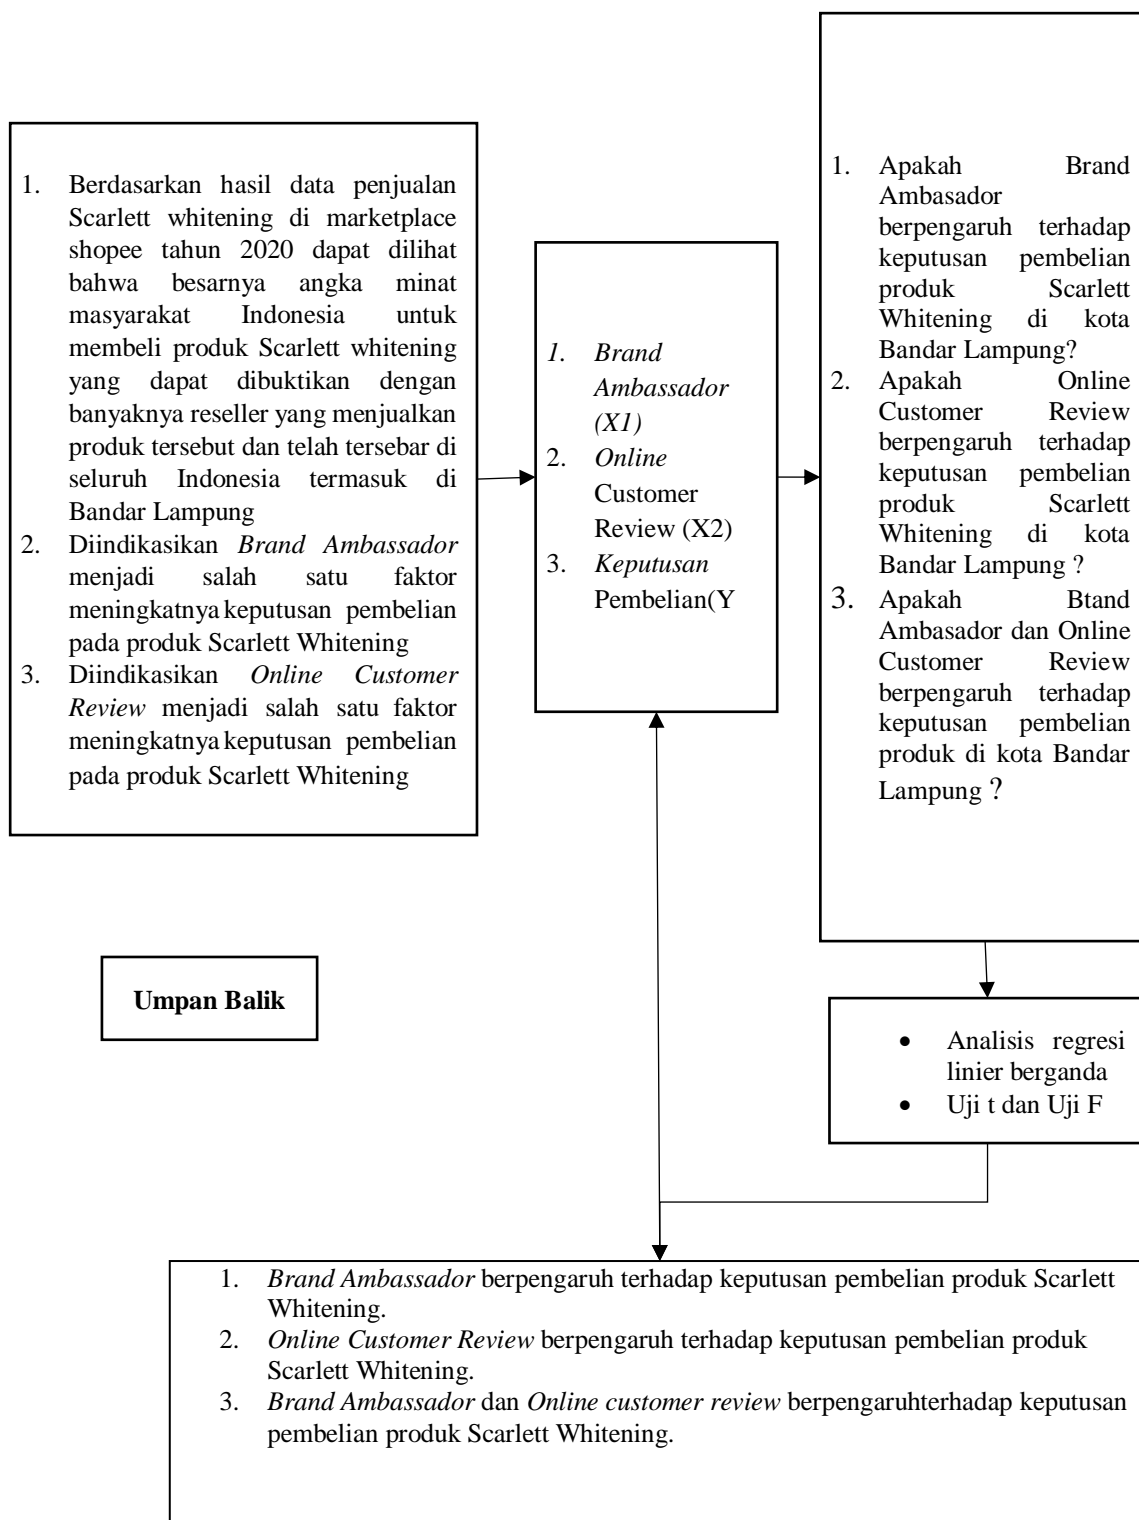 1. Berdasarkan hasil data penjualan
Scarlett whitening di marketplace
shopee tahun 2020 dapat dilihat
bahwa besarnya angka minat
masyarakat Indonesia untuk
membeli produk Scarlett whitening
yang dapat dibuktikan dengan
banyaknya reseller yang menjualkan
produk tersebut dan telah tersebar di
seluruh Indonesia termasuk di
Bandar Lampung
2. Diindikasikan Brand Ambassador
menjadi salah satu faktor
meningkatnya keputusan pembelian
pada produk Scarlett Whitening
3. Diindikasikan Online Customer
Review menjadi salah satu faktor
meningkatnya keputusan pembelian
pada produk Scarlett Whitening
1. Brand
Ambassador
(X1)
2. Online
Customer
Review (X2)
3. Keputusan
Pembelian(Y
1. Apakah Brand
Ambasador
berpengaruh terhadap
keputusan pembelian
produk Scarlett
Whitening di kota
Bandar Lampung?
2. Apakah Online
Customer Review
berpengaruh terhadap
keputusan pembelian
produk Scarlett
Whitening di kota
Bandar Lampung ?
3. Apakah Btand
Ambasador dan Online
Customer Review
berpengaruh terhadap
keputusan pembelian
produk di kota Bandar
Lampung ?
Umpan Balik
• Analisis regresi
linier berganda
• Uji t dan Uji F
1. Brand Ambassador berpengaruh terhadap keputusan pembelian produk Scarlett
Whitening.
2. Online Customer Review berpengaruh terhadap keputusan pembelian produk
Scarlett Whitening.
3. Brand Ambassador dan Online customer review berpengaruhterhadap keputusan
pembelian produk Scarlett Whitening.